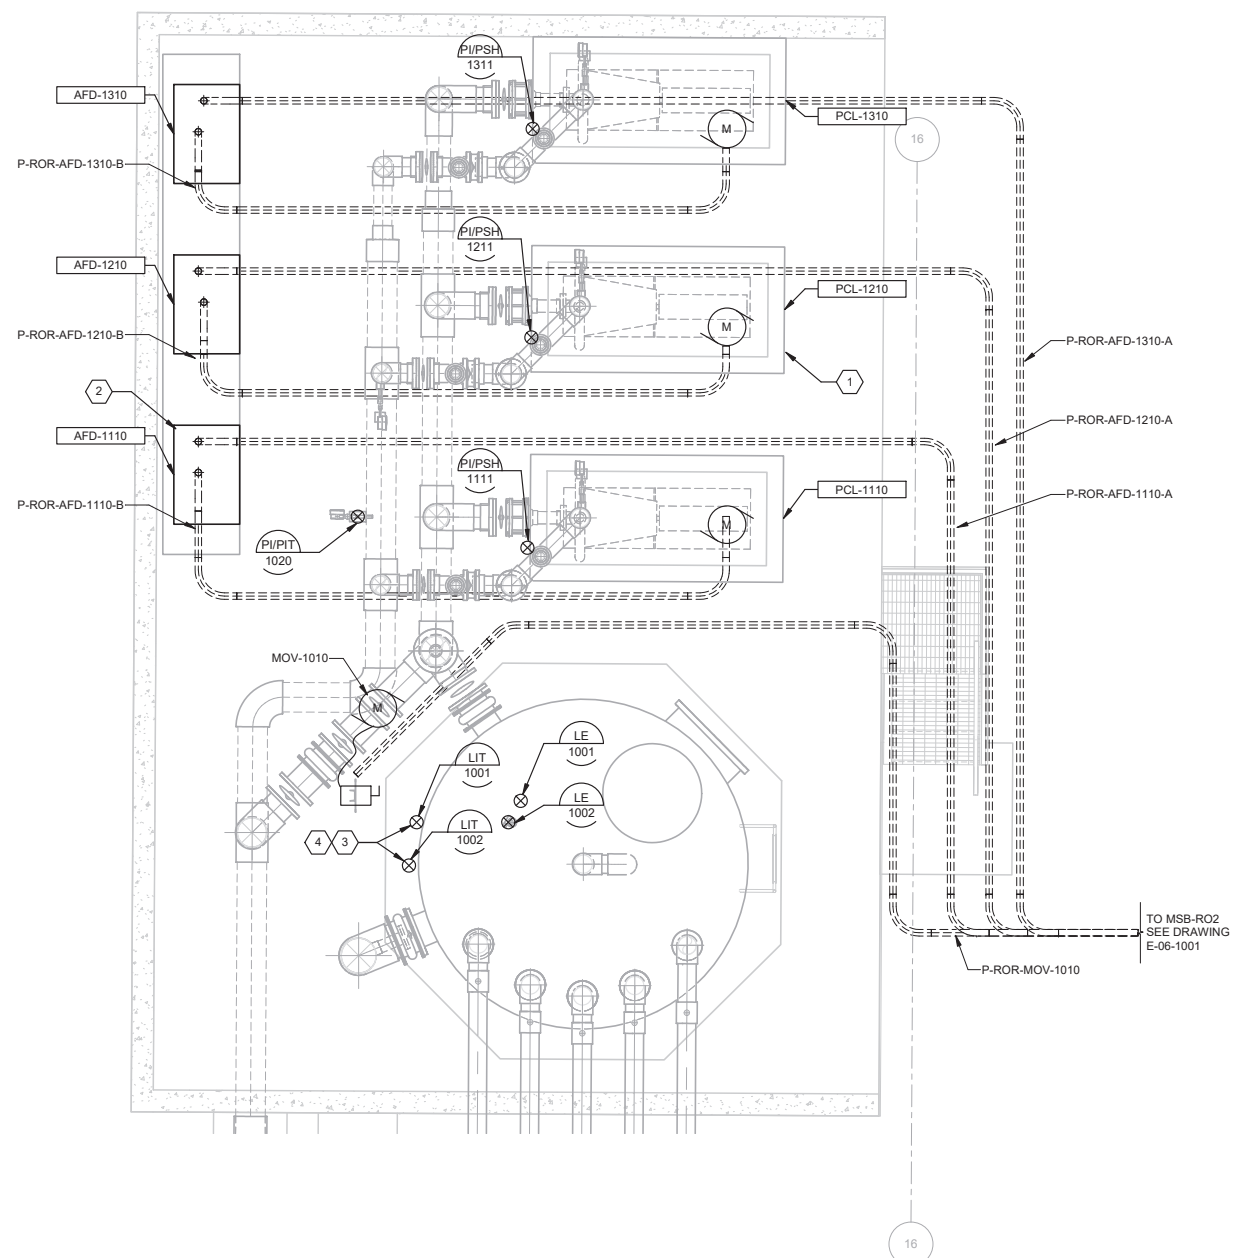 PI/PSH
1311
AFD-1310
PCL-1310
M
16
P-ROR-AFD-1310-B
PI/PSH
1211
AFD-1210
PCL-1210
M
P-ROR-AFD-1210-B
P-ROR-AFD-1310-A
1
2
P-ROR-AFD-1210-A
AFD-1110
PI/PSH
1111
PCL-1110
P-ROR-AFD-1110-A
P-ROR-AFD-1110-B
M
PI/PIT
1020
MOV-1010
M
LE
1001
LIT
1001
LE
1002
LIT
1002
4
3
TO MSB-RO2
SEE DRAWING
E-06-1001
P-ROR-MOV-1010
16